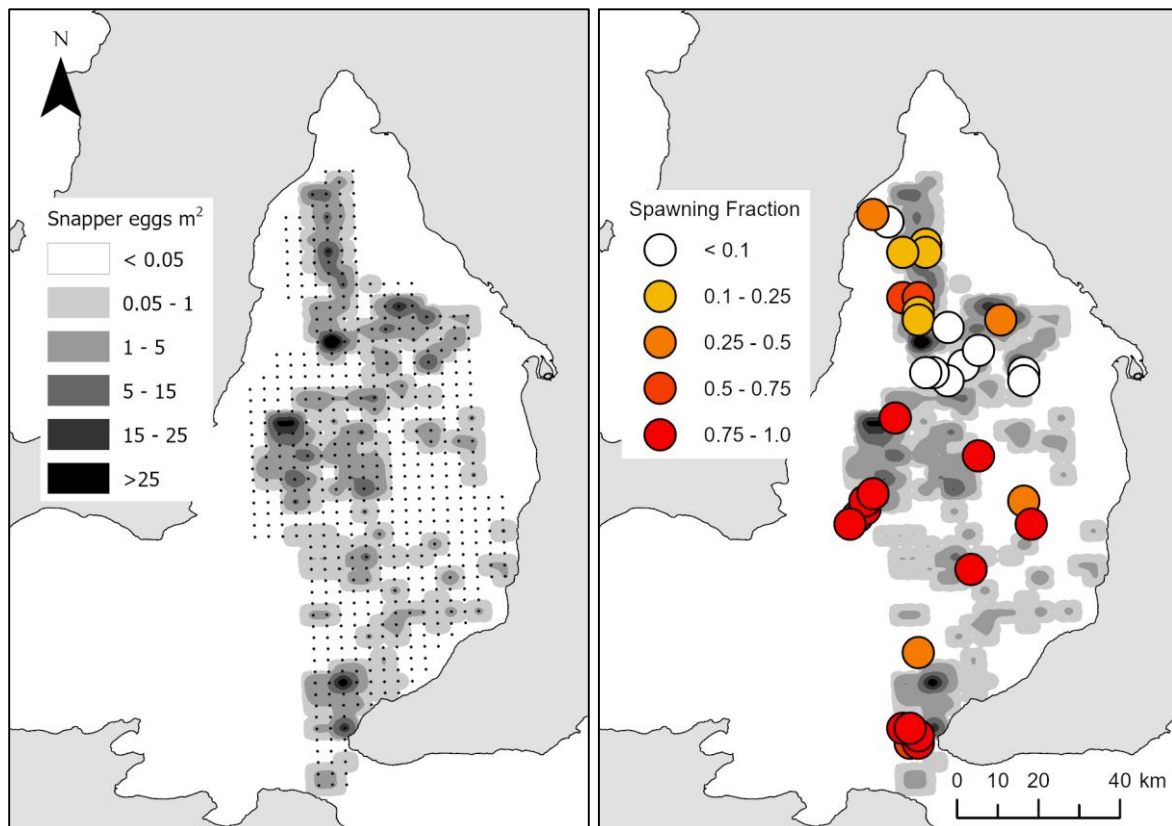 N
Snapper eggs m²
< 0.05
0.05 - 1
1 - 5
5 - 15
15 - 25
>25
Spawning Fraction
< 0.1
0.1 - 0.25
0.25 - 0.5
0.5 - 0.75
0.75 - 1.0
0 10 20 40 km